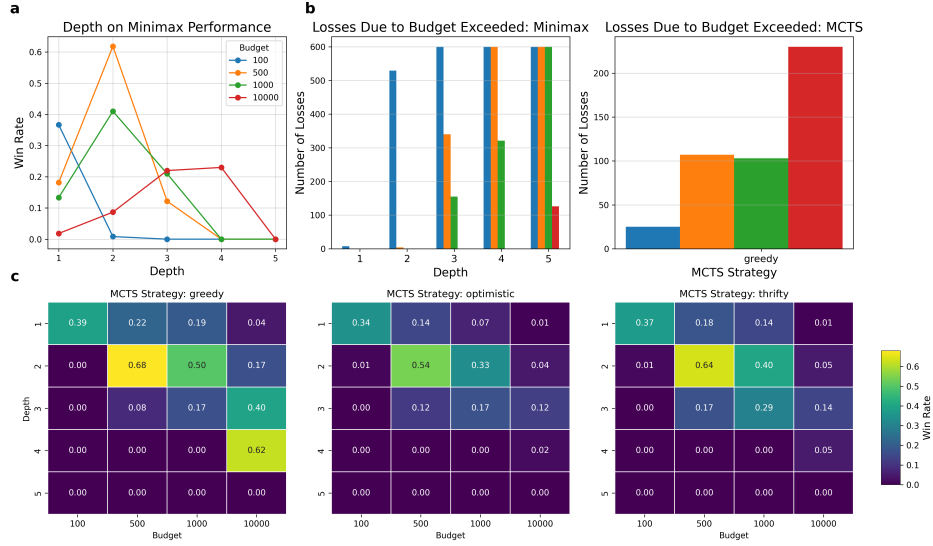 a
Depth on Minimax Performance
Win Rate
0.6
0.5
0.4
0.3
0.2
0.1
0.0
1 2 3 4 5
Depth
Budget
100
500
1000
10000
b
Losses Due to Budget Exceeded: Minimax
Number of Losses
600
500
400
300
200
100
0
1 2 3 4 5
Depth
Losses Due to Budget Exceeded: MCTS
Number of Losses
200
150
100
50
0
greedy
MCTS Strategy
c
MCTS Strategy: greedy
Depth
1 0.39 0.22 0.19 0.04
2 0.00 0.68 0.50 0.17
3 0.00 0.08 0.17 0.40
4 0.00 0.00 0.00 0.62
5 0.00 0.00 0.00 0.00
100 500 1000 10000
Budget
MCTS Strategy: optimistic
1 0.34 0.14 0.07 0.01
2 0.01 0.54 0.33 0.04
3 0.00 0.12 0.17 0.12
4 0.00 0.00 0.00 0.02
5 0.00 0.00 0.00 0.00
100 500 1000 10000
Budget
MCTS Strategy: thrifty
1 0.37 0.18 0.14 0.01
2 0.01 0.64 0.40 0.05
3 0.00 0.17 0.29 0.14
4 0.00 0.00 0.00 0.05
5 0.00 0.00 0.00 0.00
100 500 1000 10000
Budget
0.6
0.5
0.4
0.3
0.2
0.1
0.0
Win Rate